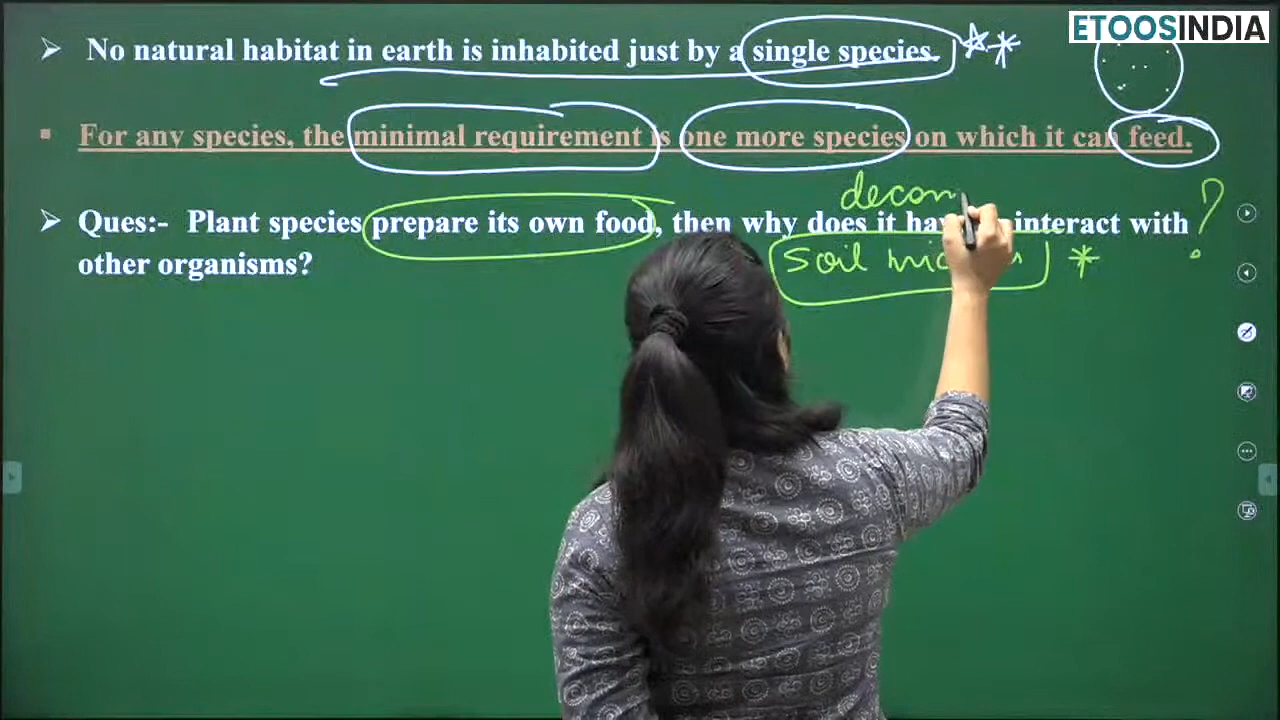 ETOOSINDIA
➤ No natural habitat in earth is inhabited just by a single species.
▪ For any species, the minimal requirement is one more species on which it can feed.
decom
➤ Ques:- Plant species prepare its own food, then why does it interact with ?
other organisms?
soil